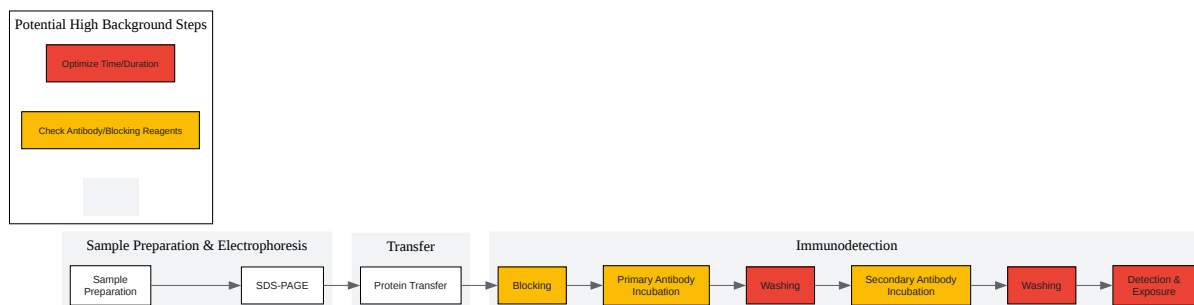 Potential High Background Steps
Optimize Time/Duration
Check Antibody/Blocking Reagents
Sample Preparation & Electrophoresis
Transfer
Immunodetection
Sample
Preparation
SDS-PAGE
Protein Transfer
Blocking
Primary Antibody
Incubation
Washing
Secondary Antibody
Incubation
Washing
Detection &
Exposure